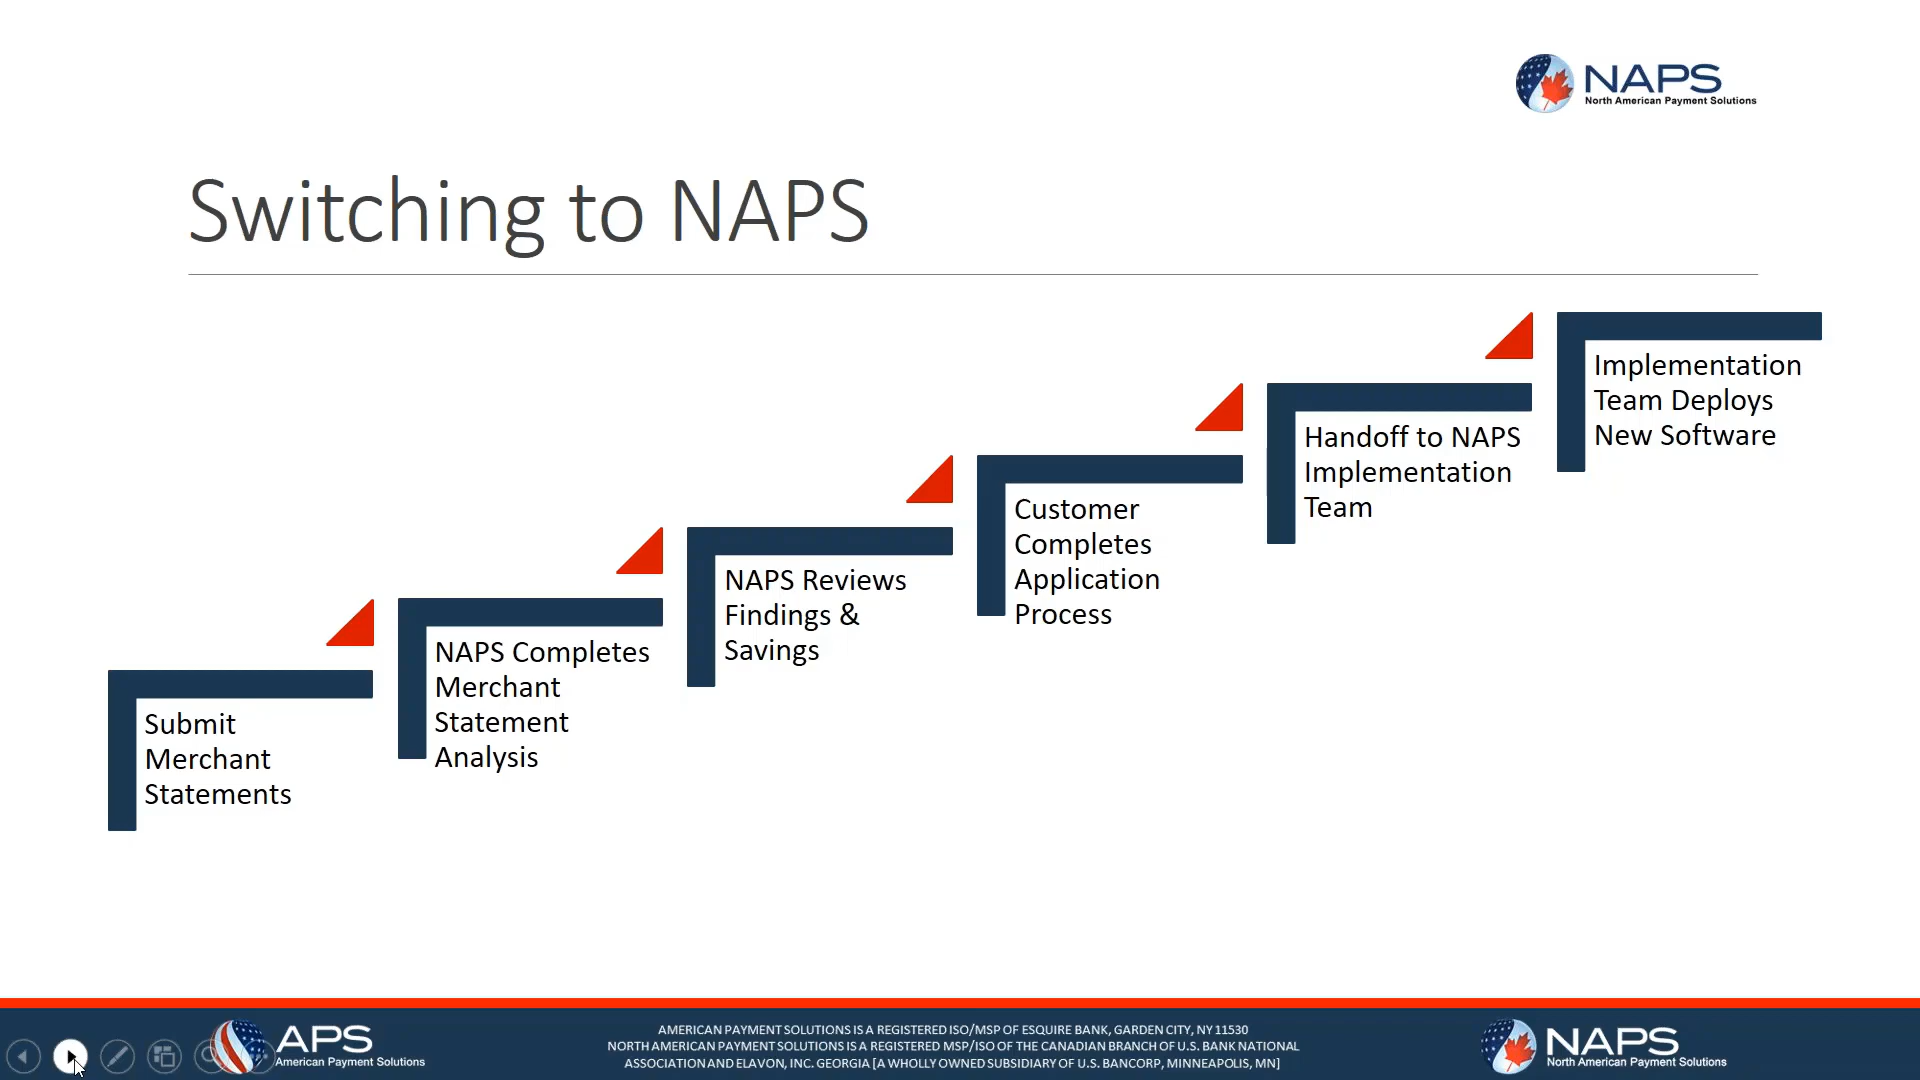 NAPS
North American Payment Solutions
Switching to NAPS
Submit
Merchant
Statements
NAPS Completes
Merchant
Statement
Analysis
NAPS Reviews
Findings &
Savings
Customer
Completes
Application
Process
Handoff to NAPS
Implementation
Team
Implementation
Team Deploys
New Software
APS
American Payment Solutions
AMERICAN PAYMENT SOLUTIONS IS A REGISTERED ISO/MSP OF ESQUIRE BANK, GARDEN CITY, NY 11530
NORTH AMERICAN PAYMENT SOLUTIONS IS A REGISTERED MSP/ISO OF THE CANADIAN BRANCH OF U.S. BANK NATIONAL
ASSOCIATION AND ELAVON, INC. GEORGIA [A WHOLLY OWNED SUBSIDIARY OF U.S. BANCORP, MINNEAPOLIS, MN]
NAPS
North American Payment Solutions